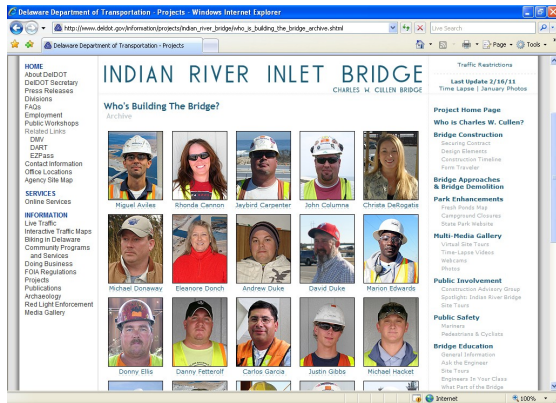 Delaware Department of Transportation - Projects - Windows Internet Explorer
http://www.deldot.gov/information/projects/indian_river_bridge/who_is_building_the_bridge_archive.shtml
Live Search
Delaware Department of Transportation - Projects
Page
Tools
HOME
About DelDOT
DelDOT Secretary
Press Releases
Divisions
FAQs
Employment
Public Workshops
Related Links
DMV
DART
EZPass
Contact Information
Office Locations
Agency Site Map
SERVICES
Online Services
INFORMATION
Live Traffic
Interactive Traffic Maps
Biking in Delaware
Community Programs
and Services
Doing Business
FOIA Regulations
Projects
Publications
Archaeology
Red Light Enforcement
Media Gallery
INDIAN RIVER INLET BRIDGE
CHARLES W. CULLEN BRIDGE
Who's Building The Bridge?
Archive
Miguel Aviles
Rhonda Cannon
Jaybird Carpenter
John Columna
Christa DeRogatis
Michael Donaway
Eleanore Donch
Andrew Duke
David Duke
Marion Edwards
Donny Ellis
Danny Fetterolf
Carlos Garcia
Justin Gibbs
Michael Hacket
Traffic Restrictions
Last Update 2/16/11
Time Lapse | January Photos
Project Home Page
Who is Charles W. Cullen?
Bridge Construction
Securing Contract
Design Elements
Construction Timeline
Form Traveler
Bridge Approaches
& Bridge Demolition
Park Enhancements
Fresh Ponds Map
Campground Closures
State Park Website
Multi-Media Gallery
Virtual Site Tours
Time-Lapse Videos
Webcams
Photos
Public Involvement
Construction Advisory Group
Spotlight: Indian River Bridge
Site Tours
Public Safety
Mariners
Pedestrians & Cyclists
Bridge Education
General Information
Ask the Engineer
Site Tours
Engineers In Your Class
What Part of the Bridge
Internet
100%